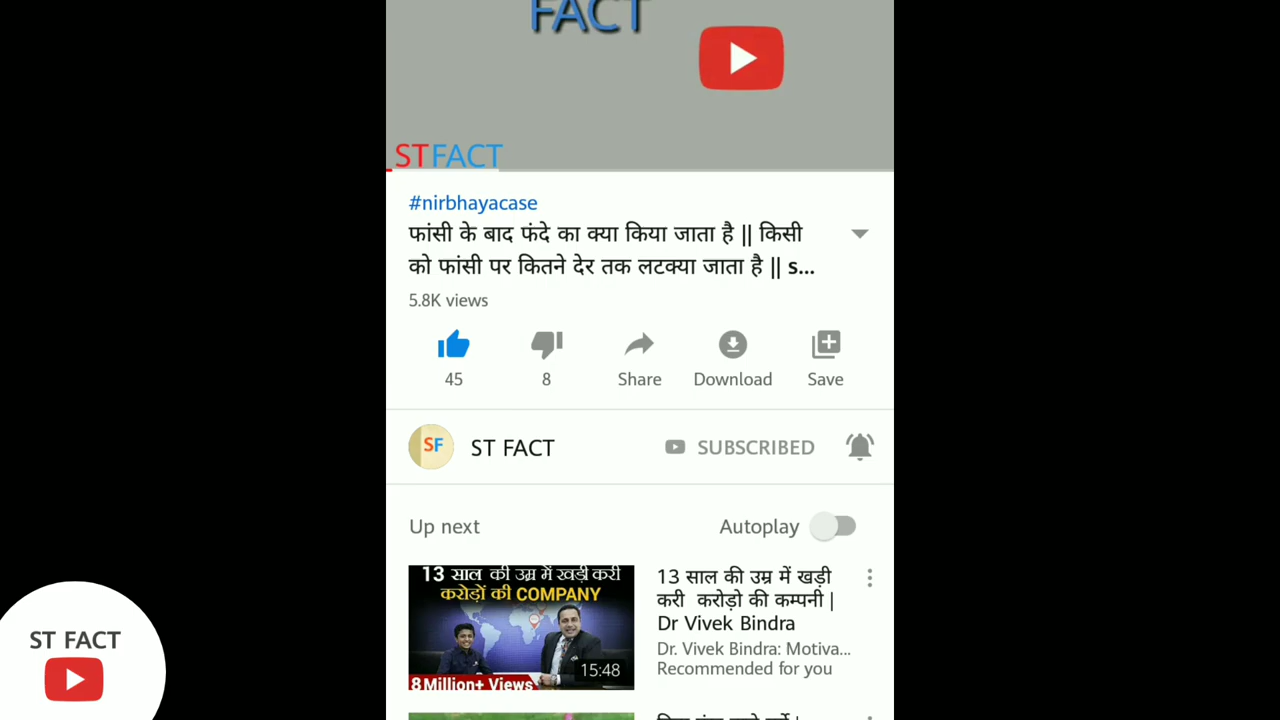 FACT
STFACT
#nirbhayacase
फांसी के बाद फंदे का क्या किया जाता है || किसी
को फांसी पर कितने देर तक लटक्या जाता है || s...
5.8K views
45
8
Share
Download
Save
SF
ST FACT
SUBSCRIBED
Up next
Autoplay
13 साल की उम्र में खड़ी करी
करोड़ों की COMPANY
15:48
8 Million+ Views
13 साल की उम्र में खड़ी
करी करोड़ो की कम्पनी |
Dr Vivek Bindra
Dr. Vivek Bindra: Motiva...
Recommended for you
ST FACT